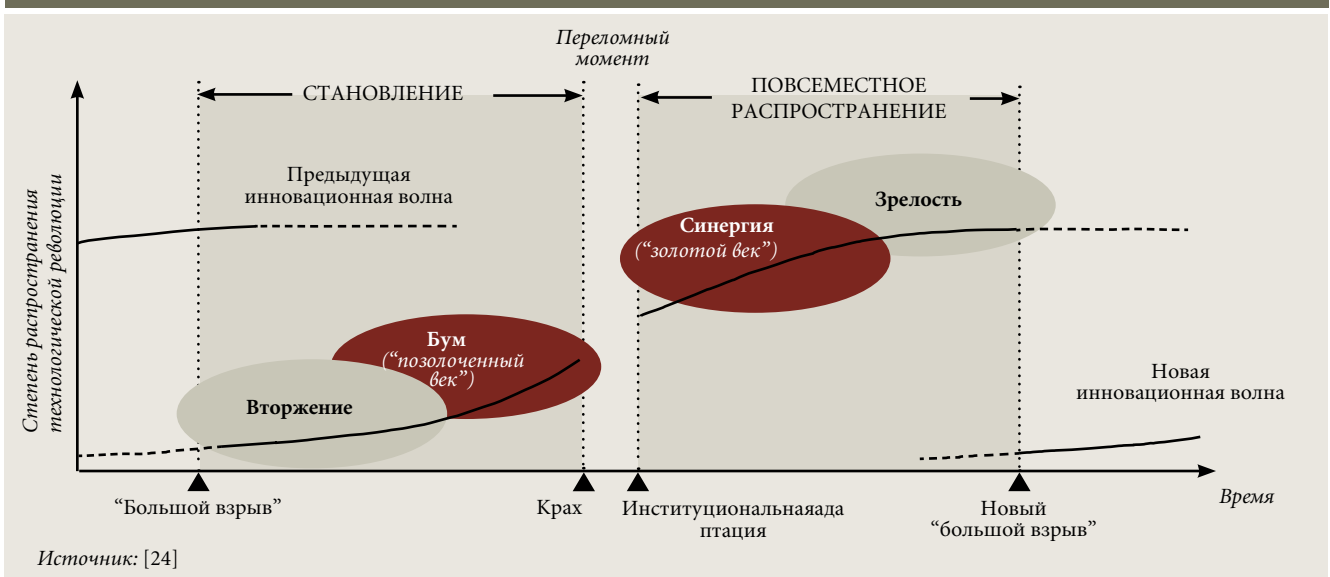 Переломный
момент
СТАНОВЛЕНИЕ
ПОВСЕМЕСТНОЕ
РАСПРОСТРАНЕНИЕ
Степень распространения
технологической революции
Предыдущая
инновационная волна
Зрелость
Синергия
(“золотой век”)
Бум
(“позолоченный
век”)
Вторжение
Новая
инновационная волна
“Большой взрыв”
Крах
Институциональнаяада
птация
Новый
“большой взрыв”
Время
Источник: [24]